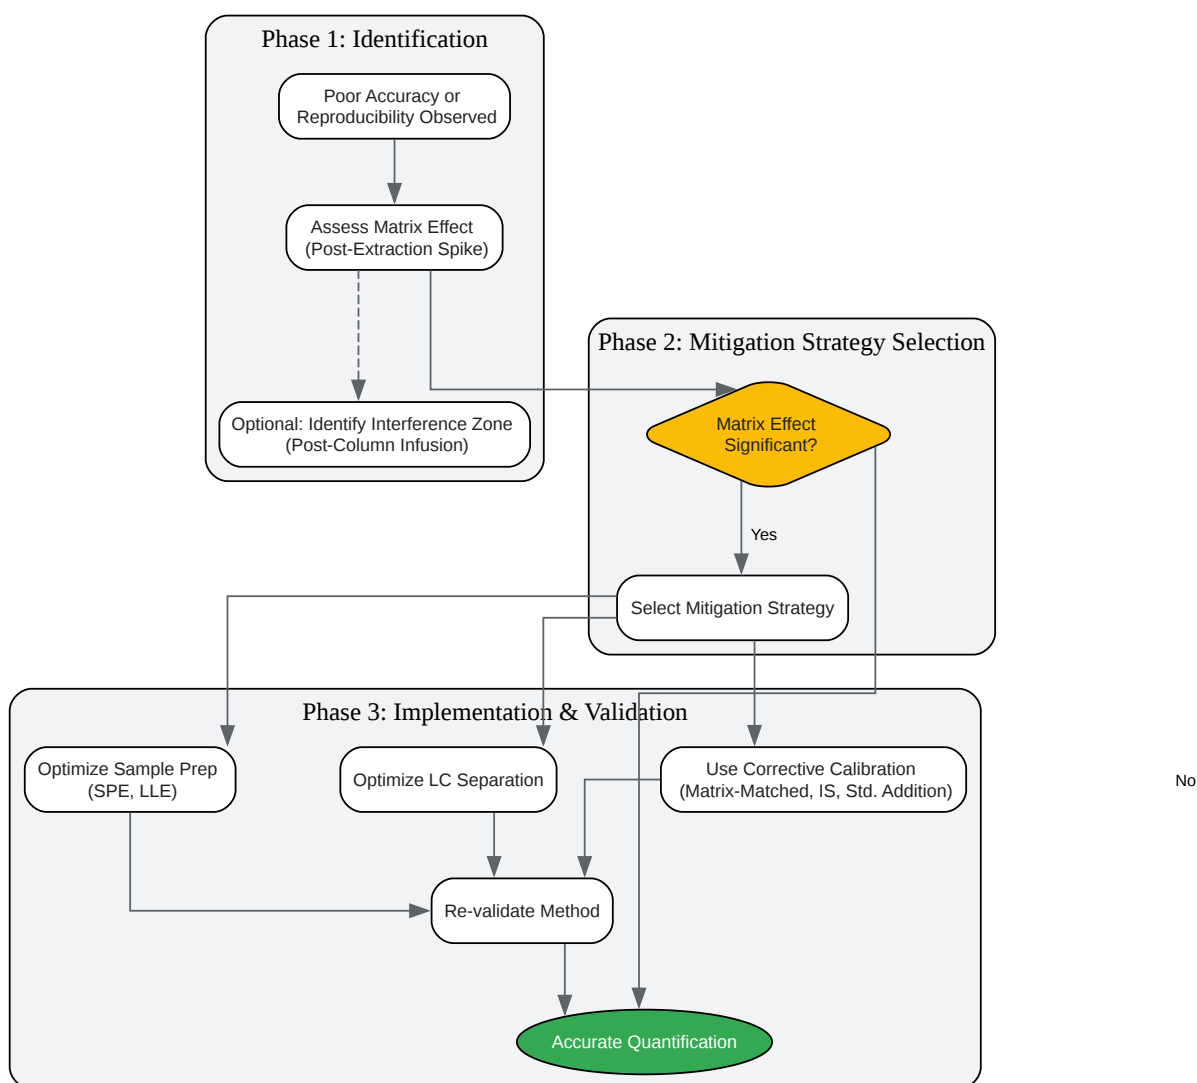 Phase 1: Identification
Poor Accuracy or
Reproducibility Observed
Assess Matrix Effect
(Post-Extraction Spike)
Optional: Identify Interference Zone
(Post-Column Infusion)
Phase 2: Mitigation Strategy Selection
Matrix Effect
Significant?
Yes
Select Mitigation Strategy
Phase 3: Implementation & Validation
Optimize Sample Prep
(SPE, LLE)
Optimize LC Separation
Use Corrective Calibration
(Matrix-Matched, IS, Std. Addition)
No
Re-validate Method
Accurate Quantification